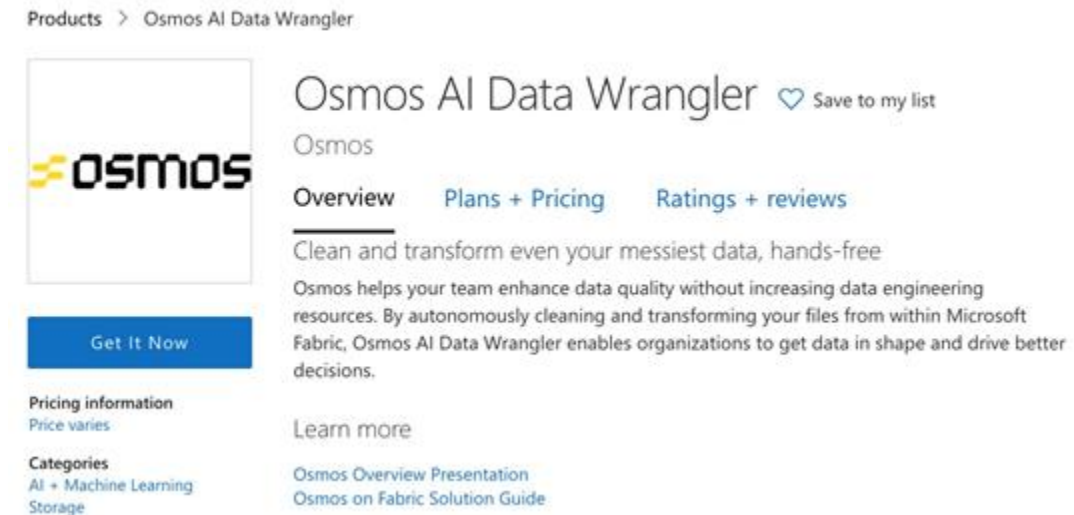 Products > Osmos AI Data Wrangler
osmos
Osmos AI Data Wrangler
Save to my list
Osmos
Overview
Plans + Pricing
Ratings + reviews
Clean and transform even your messiest data, hands-free
Osmos helps your team enhance data quality without increasing data engineering
resources. By autonomously cleaning and transforming your files from within Microsoft
Fabric, Osmos AI Data Wrangler enables organizations to get data in shape and drive better
decisions.
Get It Now
Pricing information
Price varies
Categories
AI + Machine Learning
Storage
Learn more
Osmos Overview Presentation
Osmos on Fabric Solution Guide